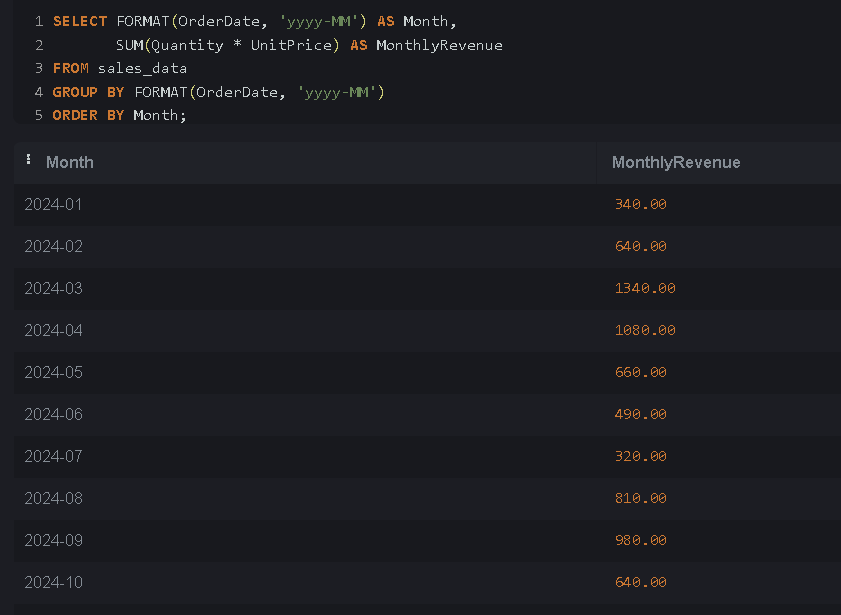 1 SELECT FORMAT(OrderDate, 'yyyy-MM') AS Month,
2        SUM(Quantity * UnitPrice) AS MonthlyRevenue
3 FROM sales_data
4 GROUP BY FORMAT(OrderDate, 'yyyy-MM')
5 ORDER BY Month;
Month MonthlyRevenue
2024-01 340.00
2024-02 640.00
2024-03 1340.00
2024-04 1080.00
2024-05 660.00
2024-06 490.00
2024-07 320.00
2024-08 810.00
2024-09 980.00
2024-10 640.00